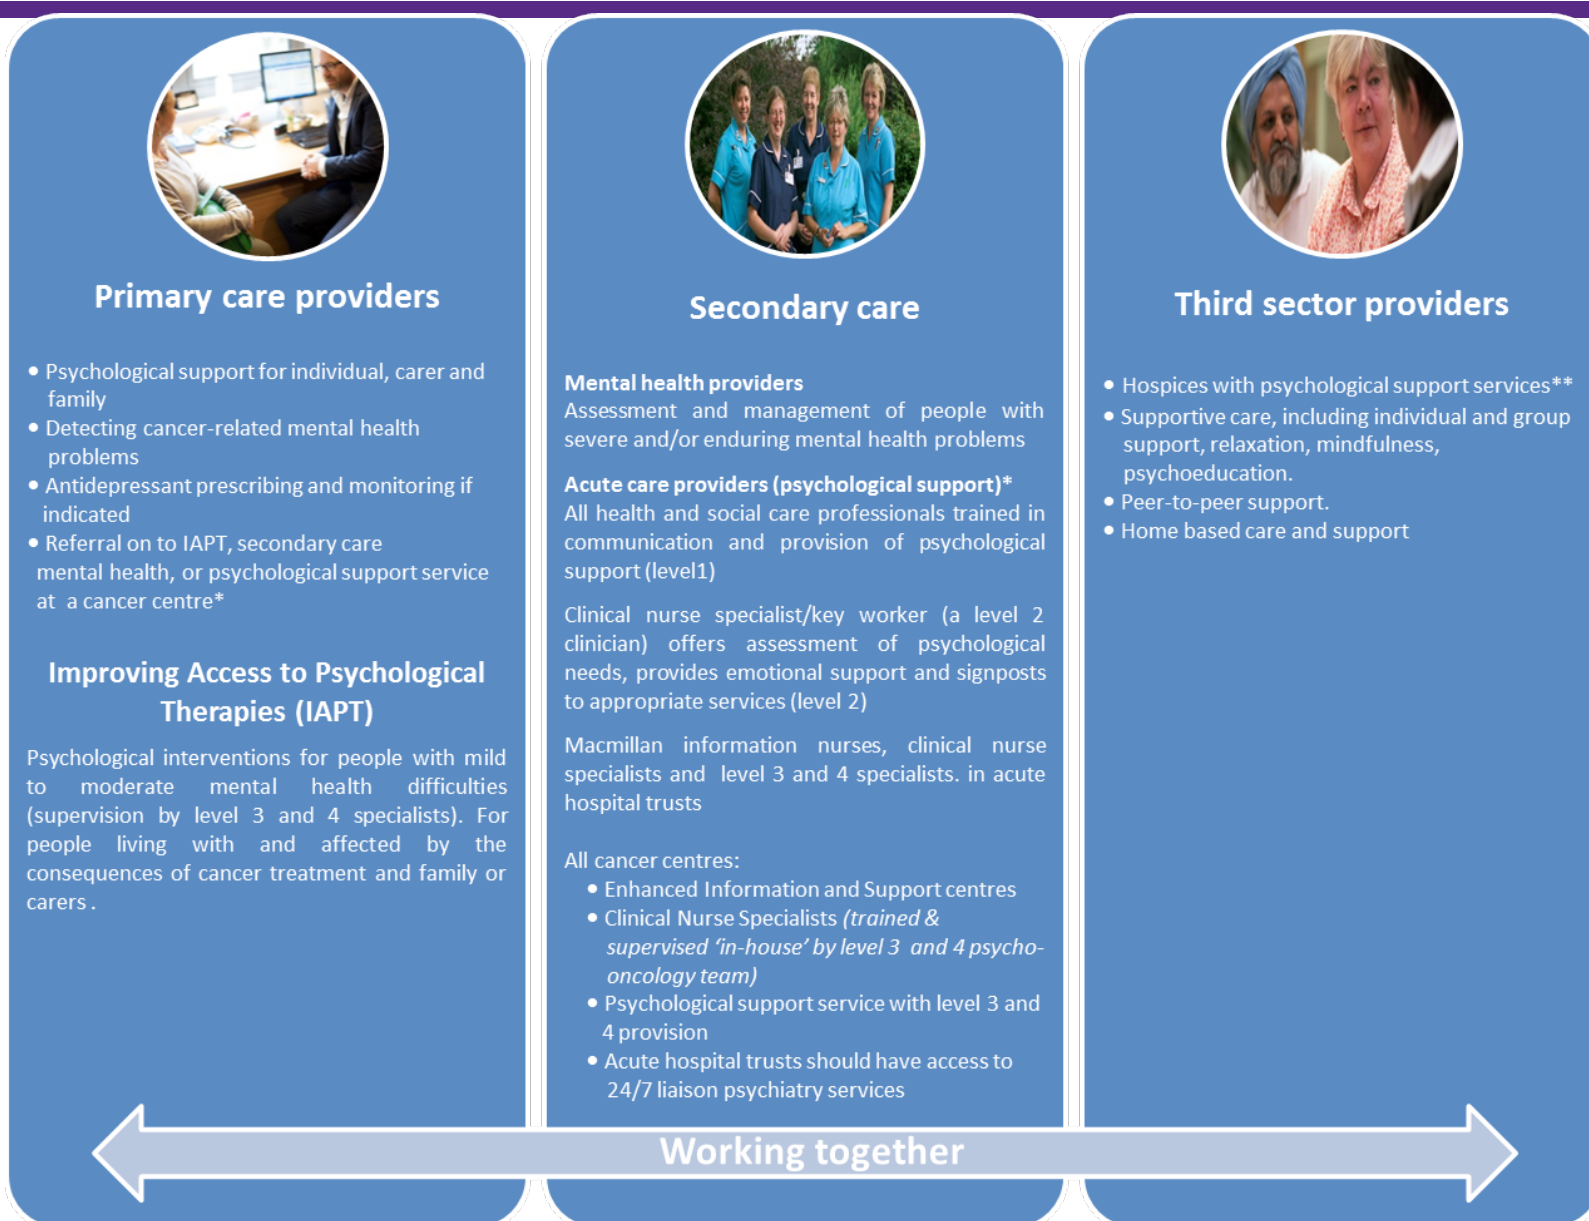 Primary care providers
• Psychological support for individual, carer and
family
• Detecting cancer-related mental health
problems
• Antidepressant prescribing and monitoring if
indicated
• Referral on to IAPT, secondary care
mental health, or psychological support service
at a cancer centre*
Improving Access to Psychological
Therapies (IAPT)
Psychological interventions for people with mild
to moderate mental health difficulties
(supervision by level 3 and 4 specialists). For
people living with and affected by the
consequences of cancer treatment and family or
carers .
Secondary care
Mental health providers
Assessment and management of people with
severe and/or enduring mental health problems
Acute care providers (psychological support)*
All health and social care professionals trained in
communication and provision of psychological
support (level1)
Clinical nurse specialist/key worker (a level 2
clinician) offers assessment of psychological
needs, provides emotional support and signposts
to appropriate services (level 2)
Macmillan information nurses, clinical nurse
specialists and level 3 and 4 specialists. in acute
hospital trusts
All cancer centres:
• Enhanced Information and Support centres
• Clinical Nurse Specialists (trained &
supervised ‘in-house’ by level 3 and 4 psycho-
oncology team)
• Psychological support service with level 3 and
4 provision
• Acute hospital trusts should have access to
24/7 liaison psychiatry services
Third sector providers
• Hospices with psychological support services**
• Supportive care, including individual and group
support, relaxation, mindfulness,
psychoeducation.
• Peer-to-peer support.
• Home based care and support
Working together